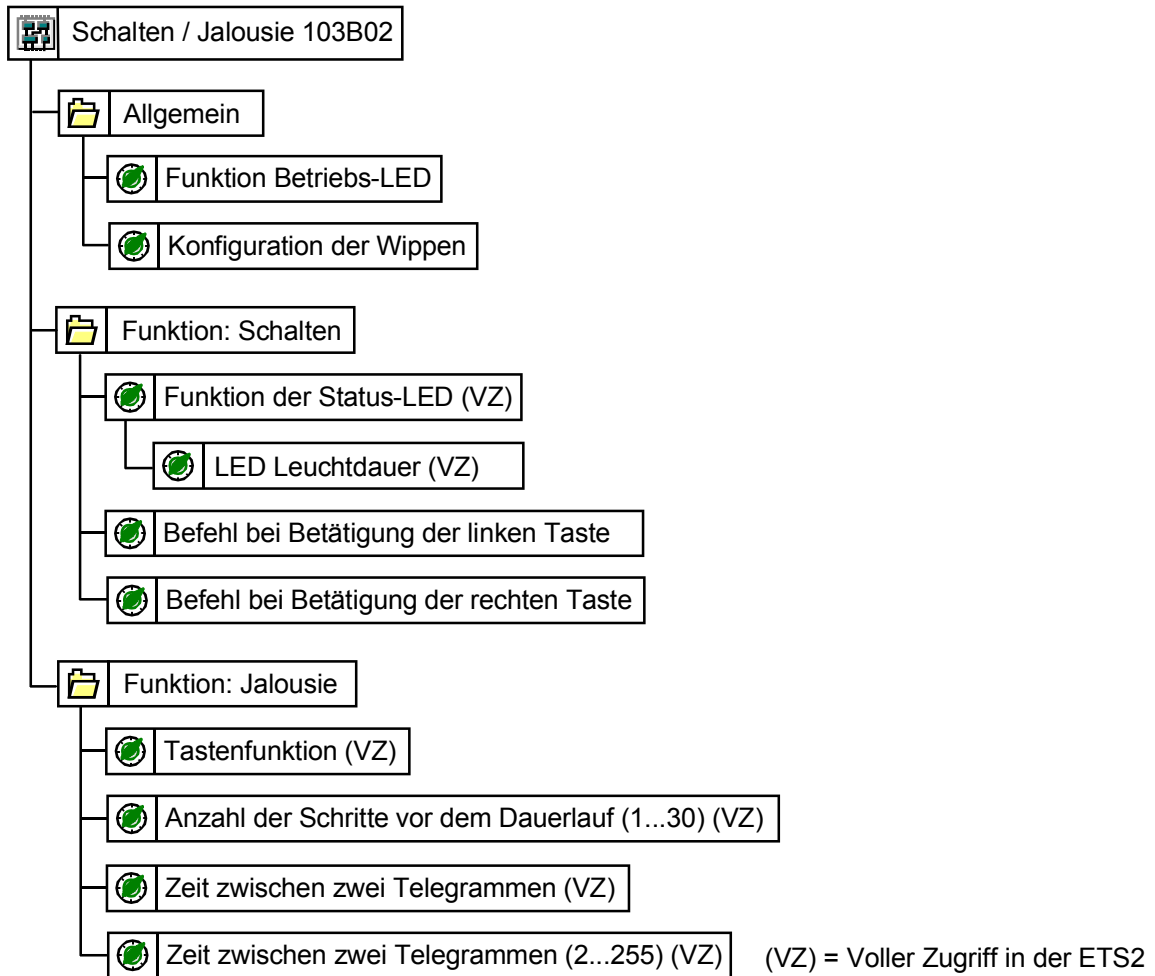 Schalten / Jalousie 103B02
Allgemein
Funktion Betriebs-LED
Konfiguration der Wippen
Funktion: Schalten
Funktion der Status-LED (VZ)
LED Leuchtdauer (VZ)
Befehl bei Betätigung der linken Taste
Befehl bei Betätigung der rechten Taste
Funktion: Jalousie
Tastenfunktion (VZ)
Anzahl der Schritte vor dem Dauerlauf (1...30) (VZ)
Zeit zwischen zwei Telegrammen (VZ)
Zeit zwischen zwei Telegrammen (2...255) (VZ)
(VZ) = Voller Zugriff in der ETS2